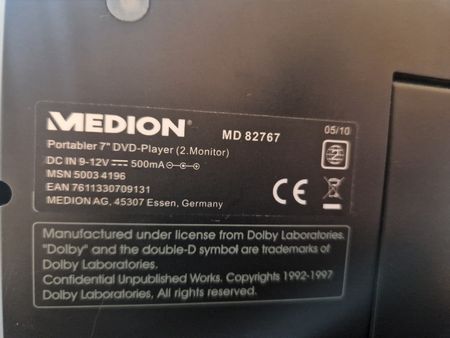 MEDION® MD 82767 05/10
Portabler 7" DVD-Player (2.Monitor)
DC IN 9-12V 500mA
MSN 5003 4196
EAN 7611330709131
MEDION AG, 45307 Essen, Germany
CE
Manufactured under license from Dolby Laboratories.
"Dolby" and the double-D symbol are trademarks of
Dolby Laboratories.
Confidential Unpublished Works. Copyright 1992-1997
Dolby Laboratories, All rights reserved.